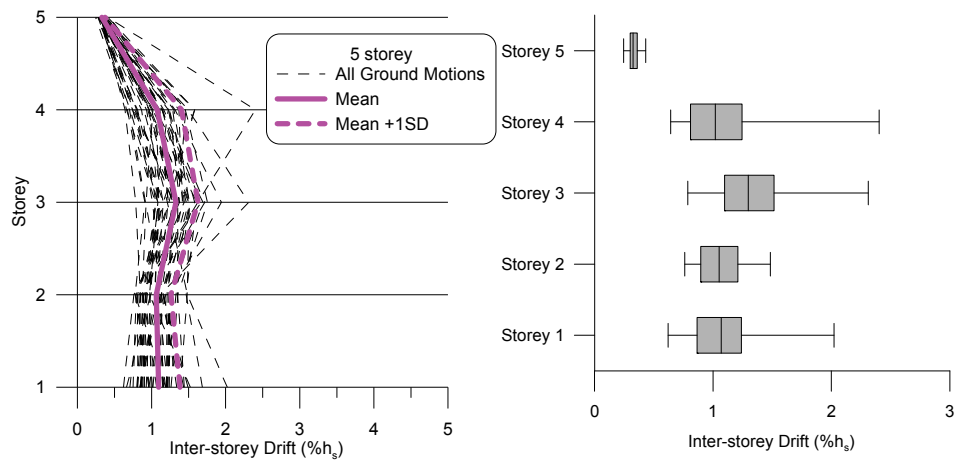 5
4
3
2
1
Storey
0
1
2
3
4
5
Inter-storey Drift (%hs)
5 storey
All Ground Motions
Mean
Mean +1SD
Storey 5
Storey 4
Storey 3
Storey 2
Storey 1
0
1
2
3
Inter-storey Drift (%hs)